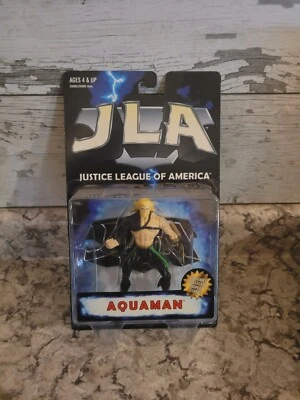 AGES 4 & UP
JLA
JUSTICE LEAGUE OF AMERICA
AQUAMAN